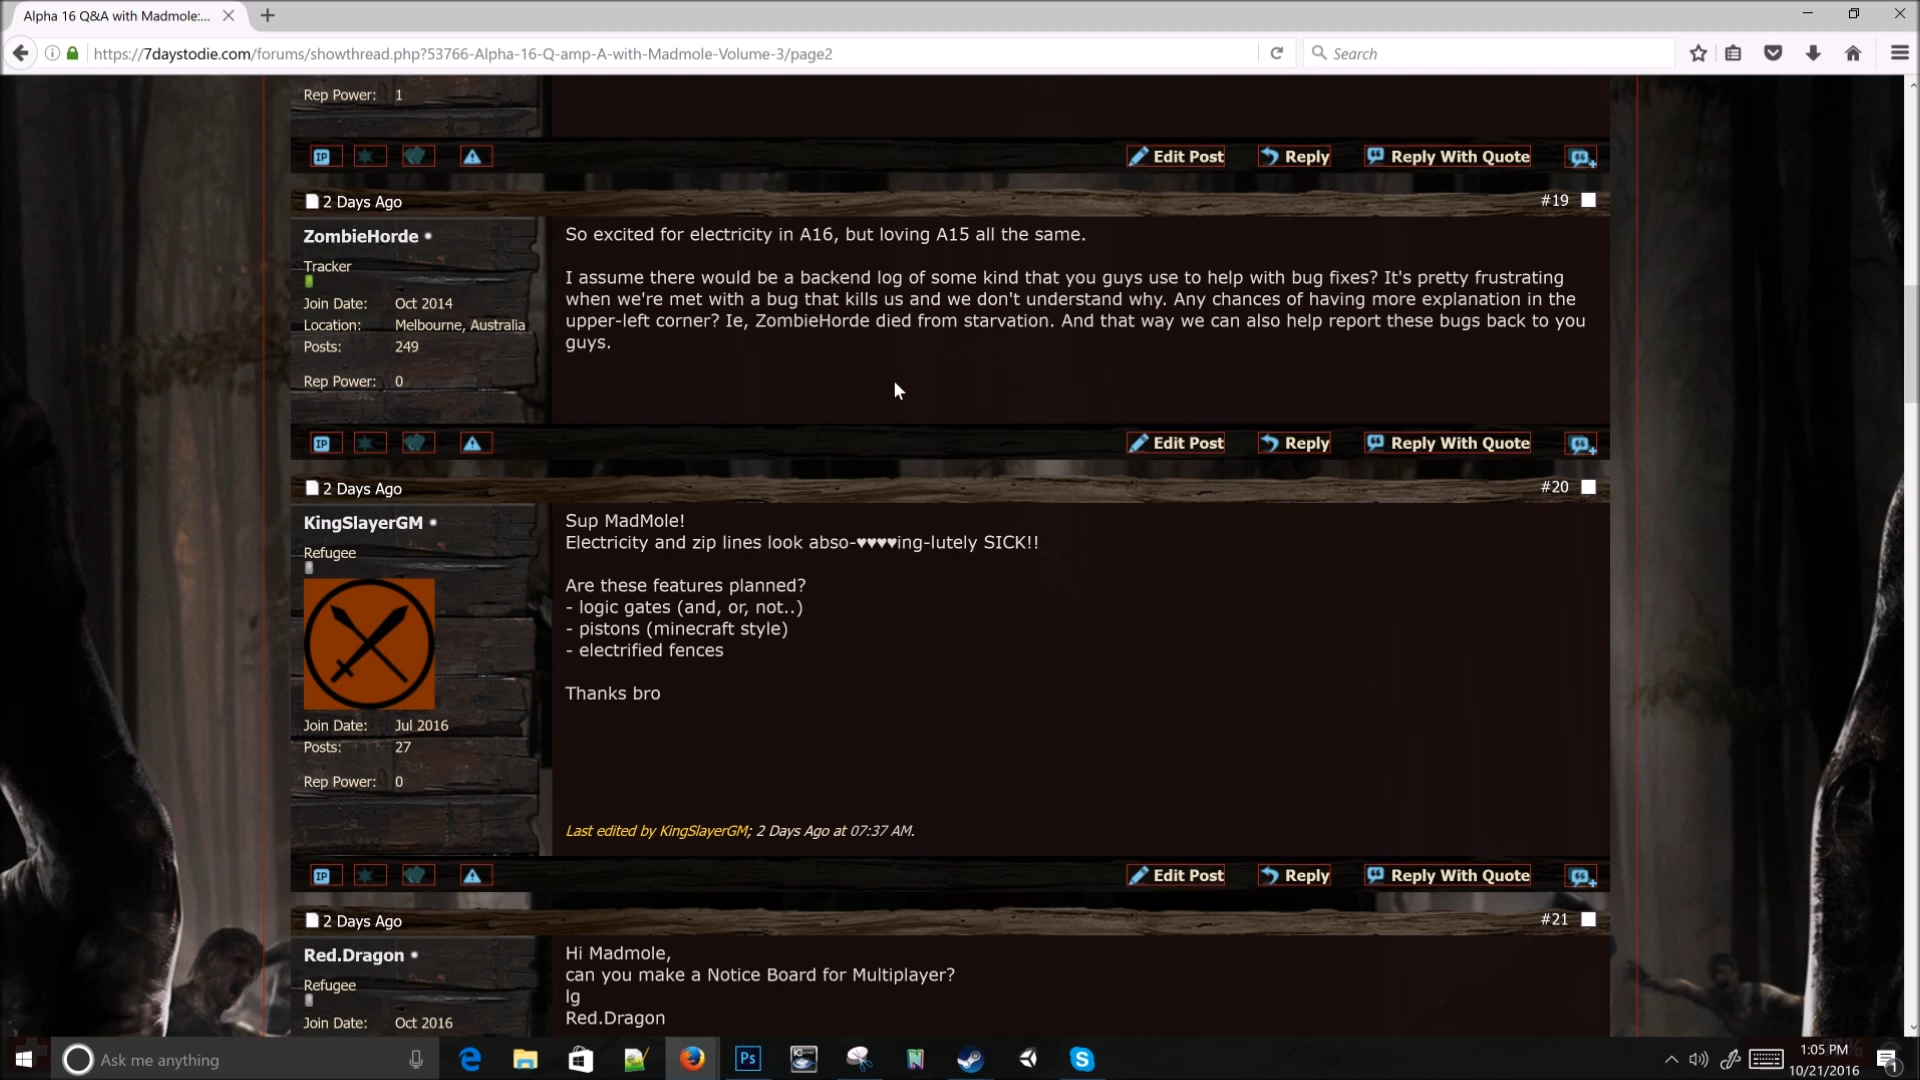 Alpha 16 Q&A with Madmole:...
https://7daystodie.com/forums/showthread.php?53766-Alpha-16-Q-amp-A-with-Madmole-Volume-3/page2
Search
Rep Power: 1
IP
Edit Post
Reply
Reply With Quote
2 Days Ago
#19
ZombieHorde
Tracker
Join Date: Oct 2014
Location: Melbourne, Australia
Posts: 249
Rep Power: 0
So excited for electricity in A16, but loving A15 all the same.
I assume there would be a backend log of some kind that you guys use to help with bug fixes? It's pretty frustrating
when we're met with a bug that kills us and we don't understand why. Any chances of having more explanation in the
upper-left corner? Ie, ZombieHorde died from starvation. And that way we can also help report these bugs back to you
guys.
IP
Edit Post
Reply
Reply With Quote
2 Days Ago
#20
KingSlayerGM
Refugee
Join Date: Jul 2016
Posts: 27
Rep Power: 0
Sup MadMole!
Electricity and zip lines look abso-♥♥♥♥ing-lutely SICK!!
Are these features planned?
- logic gates (and, or, not..)
- pistons (minecraft style)
- electrified fences
Thanks bro
Last edited by KingSlayerGM; 2 Days Ago at 07:37 AM.
IP
Edit Post
Reply
Reply With Quote
2 Days Ago
#21
Red.Dragon
Refugee
Join Date: Oct 2016
Hi Madmole,
can you make a Notice Board for Multiplayer?
lg
Red.Dragon
Ask me anything
Ps
1:05 PM
10/21/2016
1